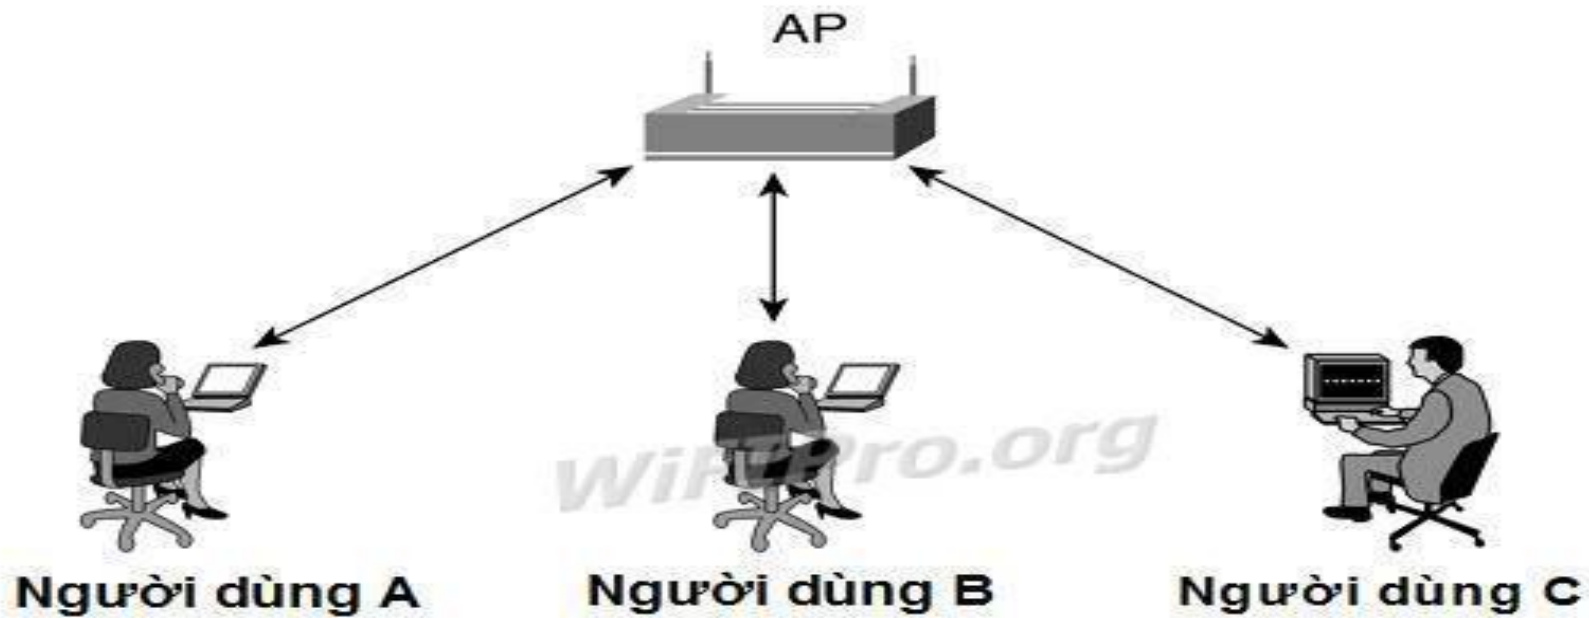 AP
WiFiPro.org
Người dùng A
Người dùng B
Người dùng C